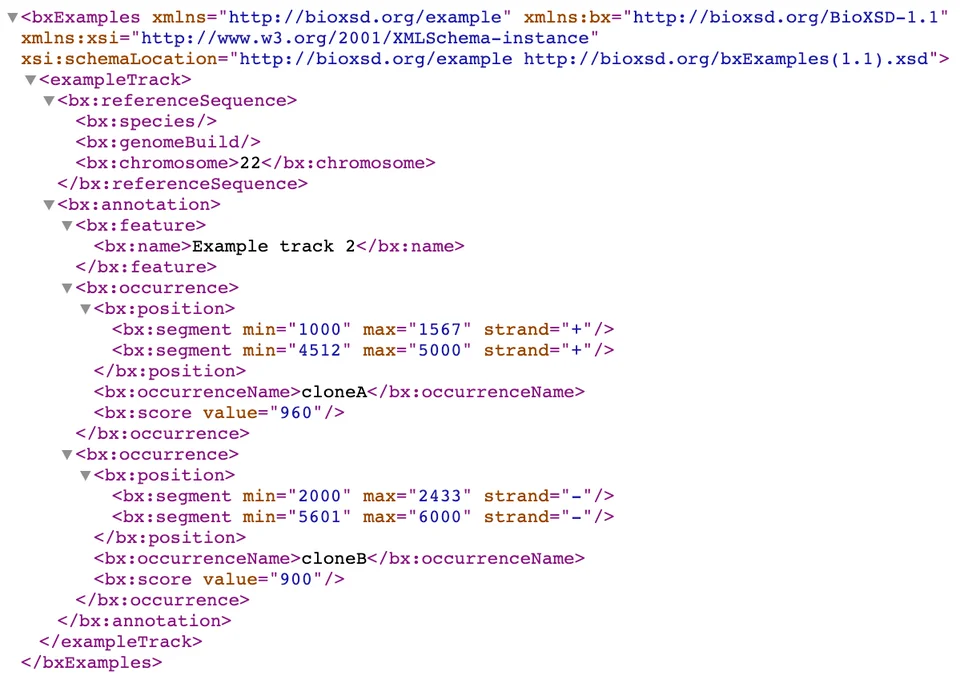 <bxExamples xmlns="http://bioxsd.org/example" xmlns:bx="http://bioxsd.org/BioXSD-1.1"
xmlns:xsi="http://www.w3.org/2001/XMLSchema-instance"
xsi:schemaLocation="http://bioxsd.org/example http://bioxsd.org/bxExamples(1.1).xsd">
<exampleTrack>
<bx:referenceSequence>
<bx:species/>
<bx:genomeBuild/>
<bx:chromosome>22</bx:chromosome>
</bx:referenceSequence>
<bx:annotation>
<bx:feature>
<bx:name>Example track 2</bx:name>
</bx:feature>
<bx:occurrence>
<bx:position>
<bx:segment min="1000" max="1567" strand="+"/>
<bx:segment min="4512" max="5000" strand="+"/>
</bx:position>
<bx:occurrenceName>cloneA</bx:occurrenceName>
<bx:score value="960"/>
</bx:occurrence>
<bx:occurrence>
<bx:position>
<bx:segment min="2000" max="2433" strand="-"/>
<bx:segment min="5601" max="6000" strand="-"/>
</bx:position>
<bx:occurrenceName>cloneB</bx:occurrenceName>
<bx:score value="900"/>
</bx:occurrence>
</bx:annotation>
</exampleTrack>
</bxExamples>